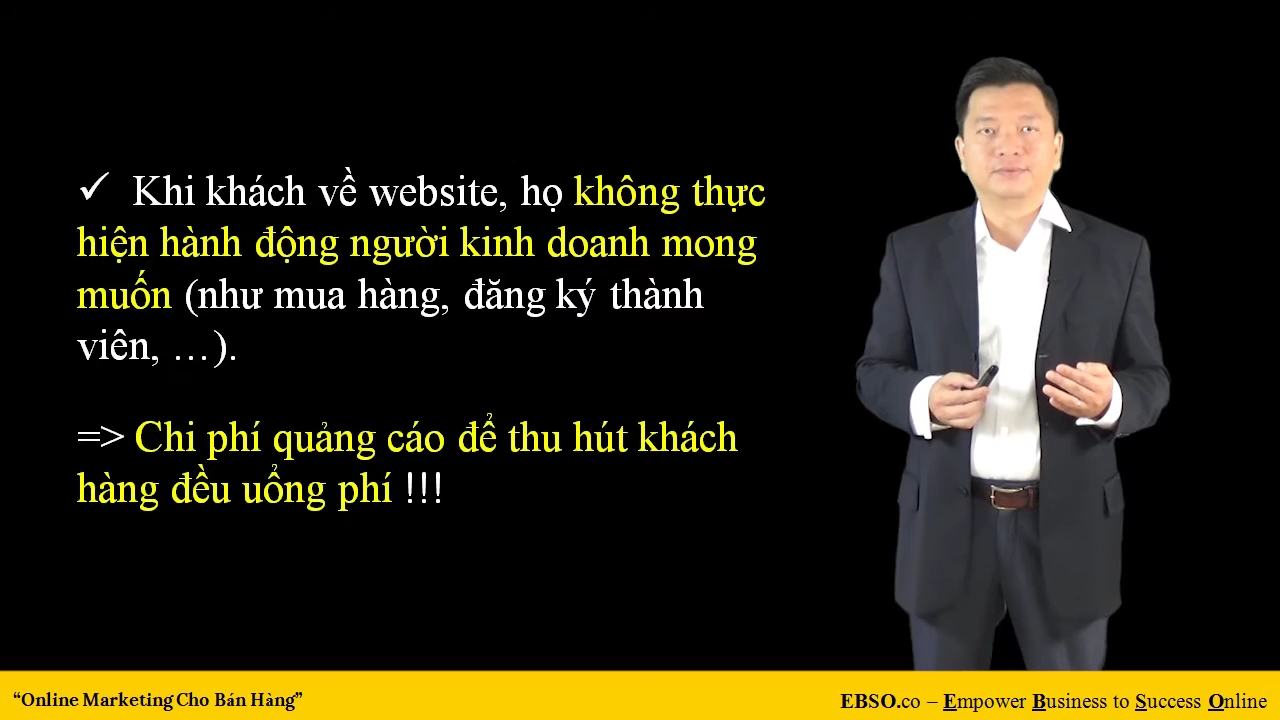 ✓ Khi khách về website, họ không thực
hiện hành động người kinh doanh mong
muốn (như mua hàng, đăng ký thành
viên, …).
=> Chi phí quảng cáo để thu hút khách
hàng đều uổng phí !!!
“Online Marketing Cho Bán Hàng”
EBSO.co – Empower Business to Success Online